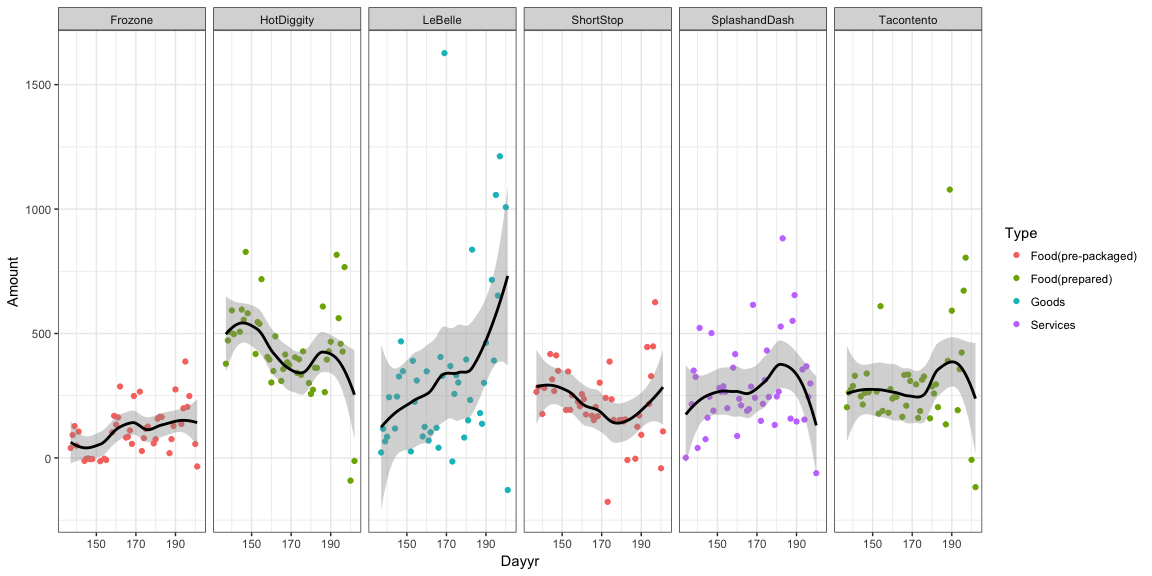 Frozone HotDiggity LeBelle ShortStop SplashandDash Tacontento
1500
1000
500
0
Amount
150 170 190 150 170 190 150 170 190 150 170 190 150 170 190 150 170 190
Dayyr
Type
Food(pre-packaged)
Food(prepared)
Goods
Services